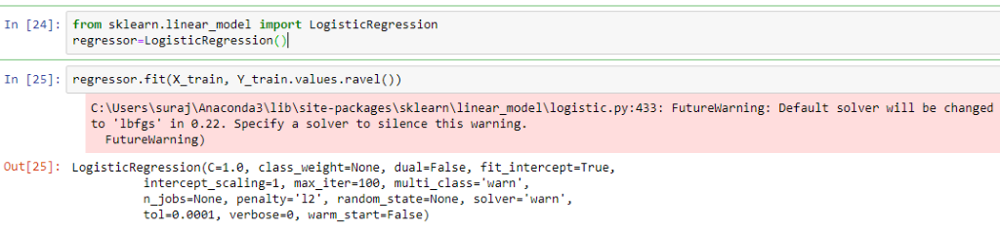 In [24]: from sklearn.linear_model import LogisticRegression
regressor=LogisticRegression()
In [25]: regressor.fit(X_train, Y_train.values.ravel())
C:\Users\suraj\Anaconda3\lib\site-packages\sklearn\linear_model\logistic.py:433: FutureWarning: Default solver will be changed
to 'lbfgs' in 0.22. Specify a solver to silence this warning.
FutureWarning)
Out[25]: LogisticRegression(C=1.0, class_weight=None, dual=False, fit_intercept=True,
intercept_scaling=1, max_iter=100, multi_class='warn',
n_jobs=None, penalty='l2', random_state=None, solver='warn',
tol=0.0001, verbose=0, warm_start=False)